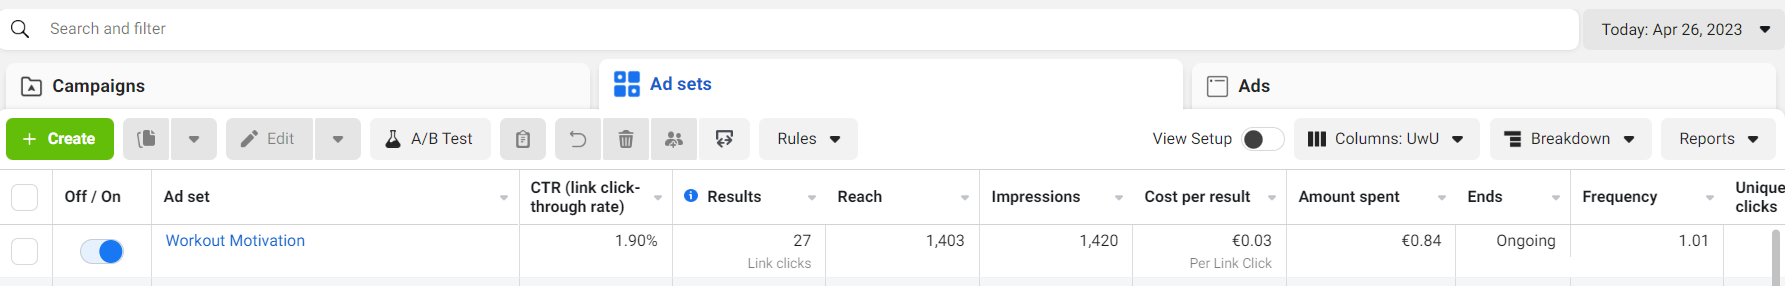 Search and filter
Today: Apr 26, 2023
Campaigns
Ad sets
Ads
+ Create
Edit
A/B Test
Rules
View Setup
Columns: UwU
Breakdown
Reports
Off / On
Ad set
CTR (link click-
through rate)
Results
Reach
Impressions
Cost per result
Amount spent
Ends
Frequency
Unique
clicks
Workout Motivation
1.90%
27
Link clicks
1,403
1,420
€0.03
Per Link Click
€0.84
Ongoing
1.01